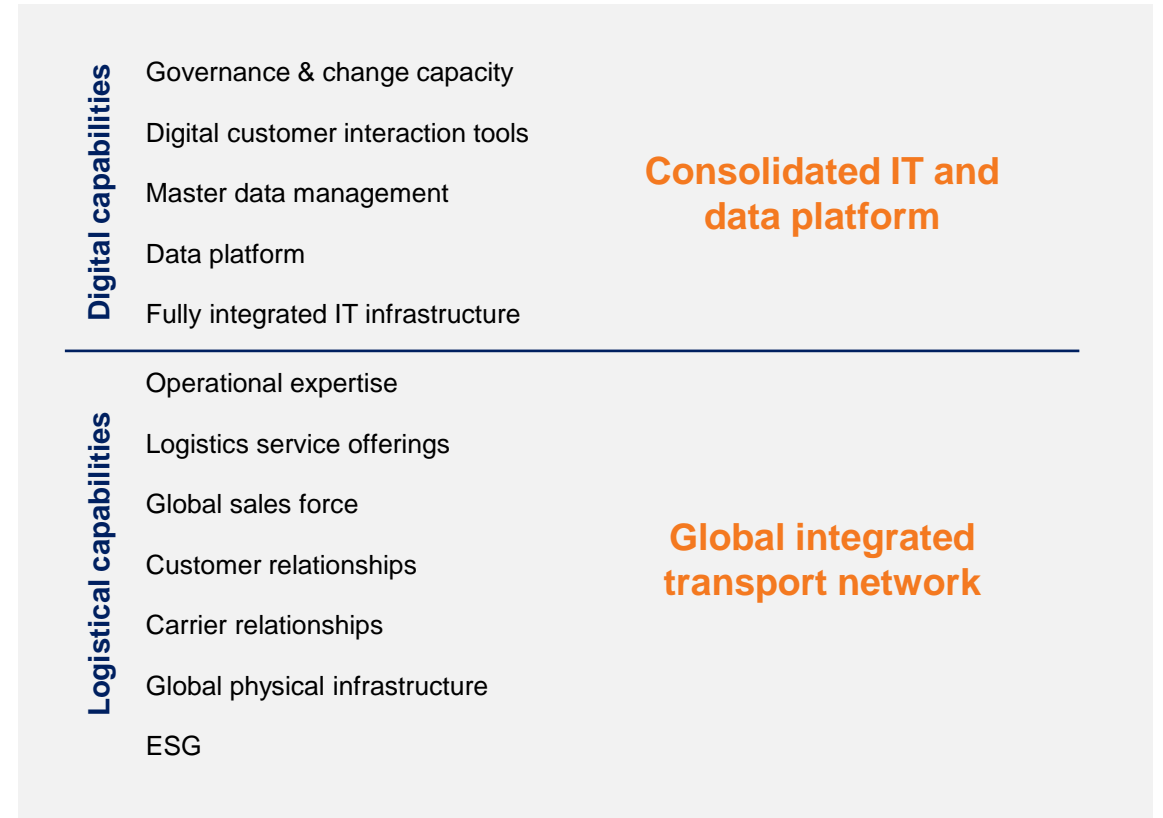 Digital capabilities
Governance & change capacity
Digital customer interaction tools
Master data management
Data platform
Fully integrated IT infrastructure
Consolidated IT and
data platform
Logistical capabilities
Operational expertise
Logistics service offerings
Global sales force
Customer relationships
Carrier relationships
Global physical infrastructure
ESG
Global integrated
transport network